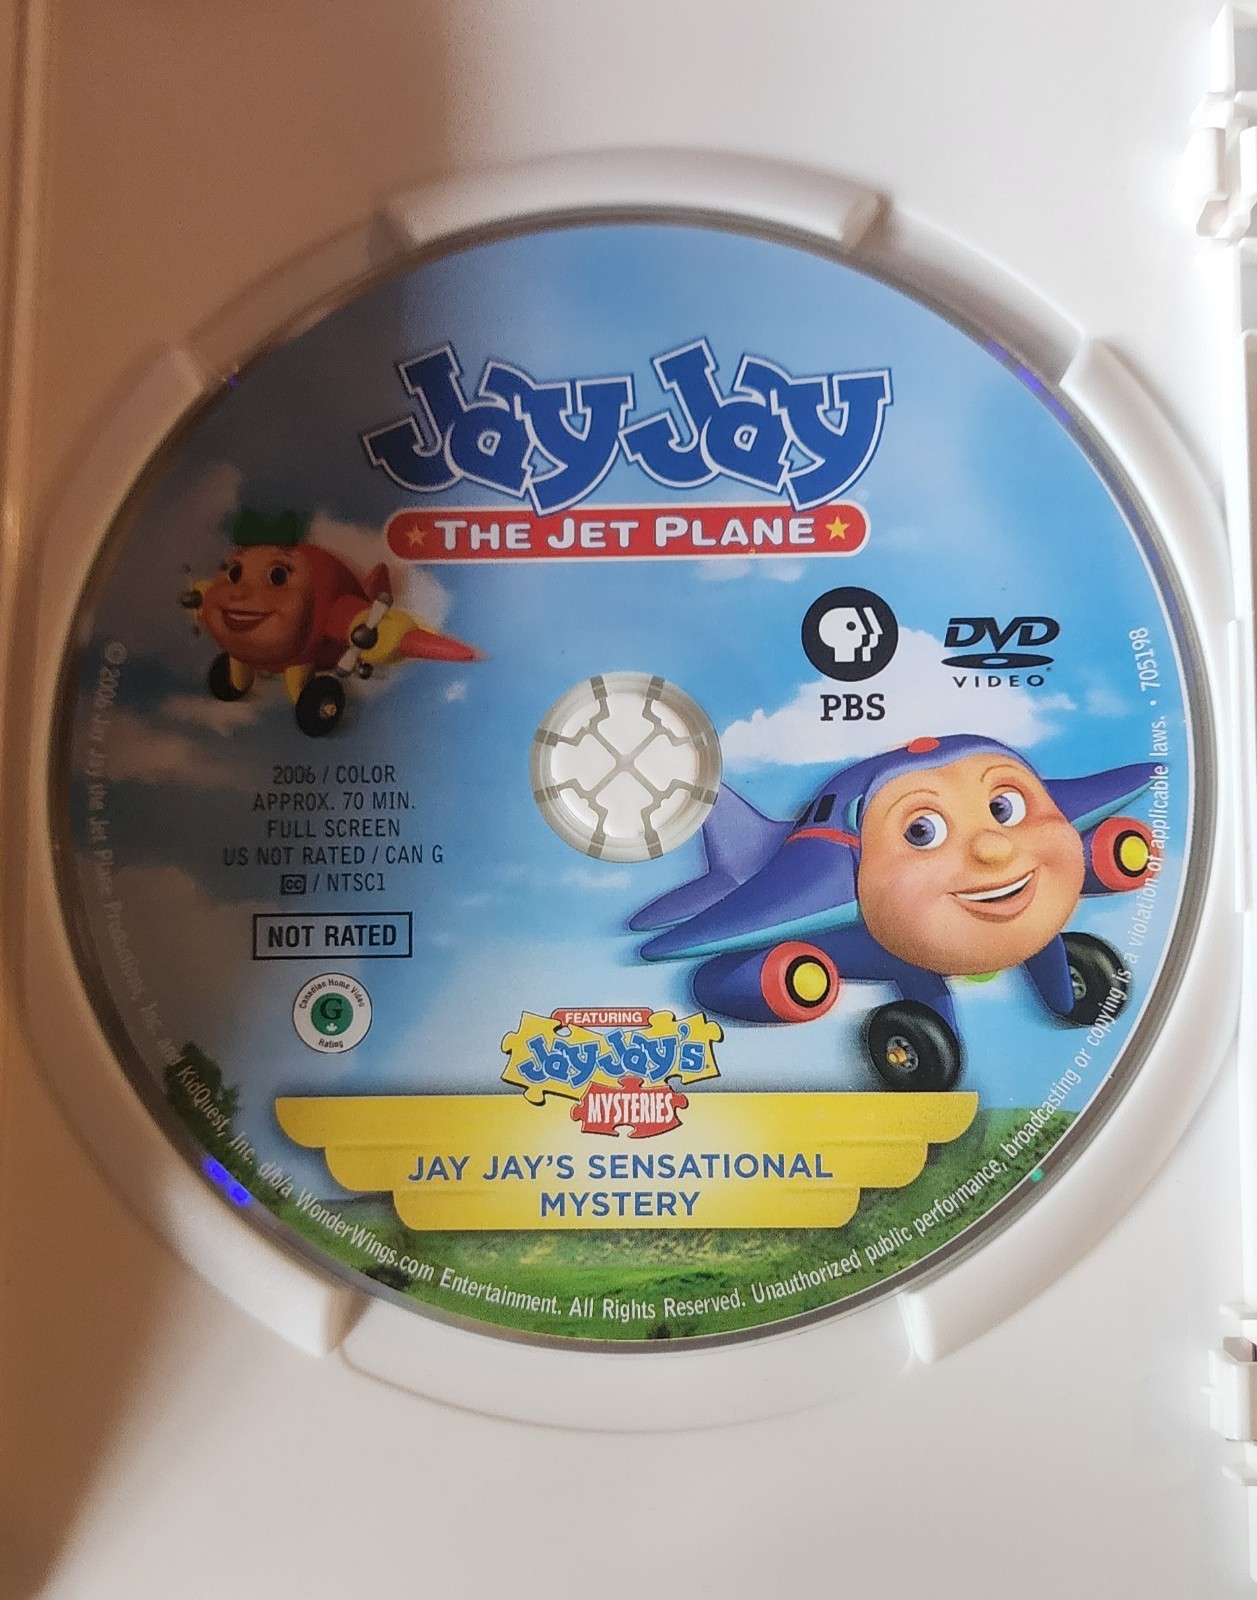 Jay Jay
THE JET PLANE
PBS
DVD
VIDEO
2006 / COLOR
APPROX. 70 MIN.
FULL SCREEN
US NOT RATED / CAN G
CC / NTSC1
NOT RATED
Canadian Home Video
G
Rating
FEATURING
Jay Jay's
MYSTERIES
JAY JAY'S SENSATIONAL
MYSTERY
© 2006 Jay Jay the Jet Plane Productions, Inc. and KidQuest, Inc. d/b/a WonderWings.com Entertainment. All Rights Reserved. Unauthorized public performance, broadcasting or copying is a violation of applicable laws. • 705198